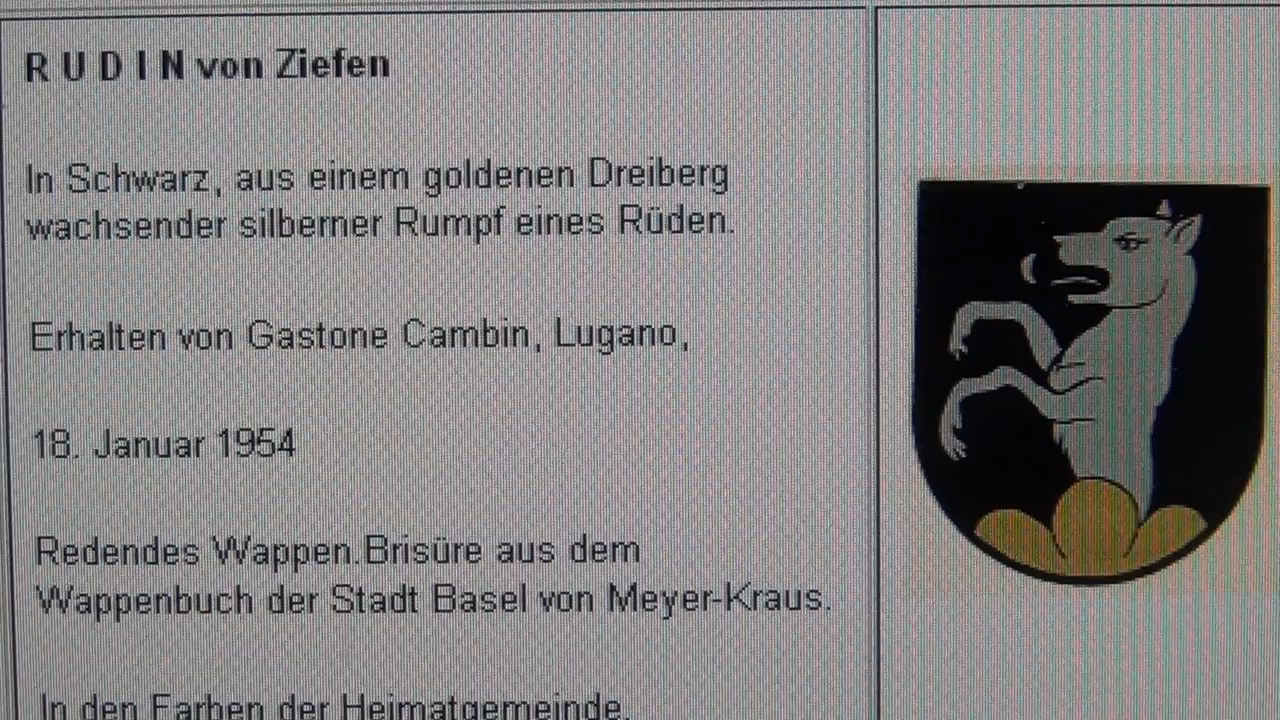 R U D I N von Ziefen
In Schwarz, aus einem goldenen Dreiberg
wachsender silberner Rumpf eines Rüden.
Erhalten von Gastone Cambin, Lugano,
18. Januar 1954
Redendes Wappen.Brisüre aus dem
Wappenbuch der Stadt Basel von Meyer-Kraus.
In den Farben der Heimatgemeinde.